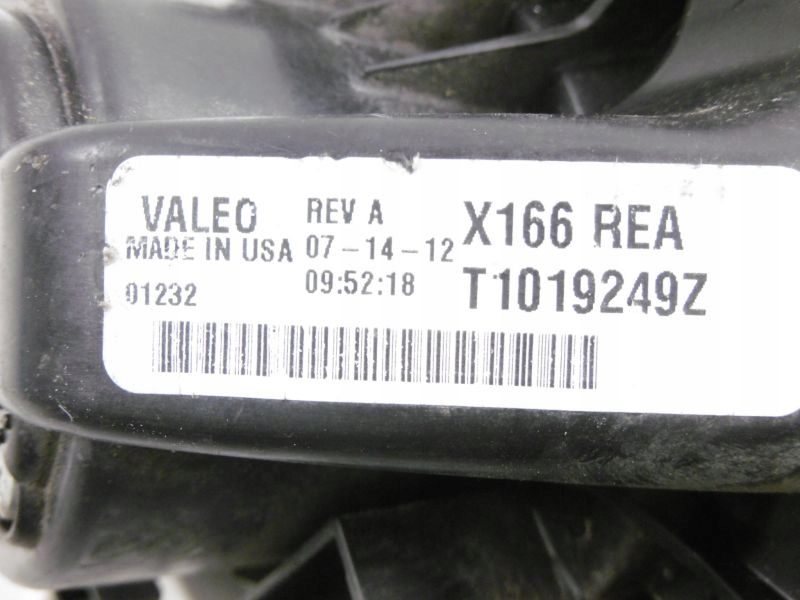 VALEO REV A X166 REA
MADE IN USA 07-14-12
01232 09:52:18 T1019249Z